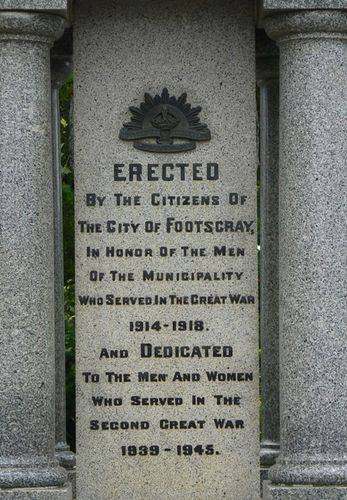 ERECTED
BY THE CITIZENS OF
THE CITY OF FOOTSCRAY,
IN HONOR OF THE MEN
OF THE MUNICIPALITY
WHO SERVED IN THE GREAT WAR
1914-1918.
AND DEDICATED
TO THE MEN AND WOMEN
WHO SERVED IN THE
SECOND GREAT WAR
1939-1945.